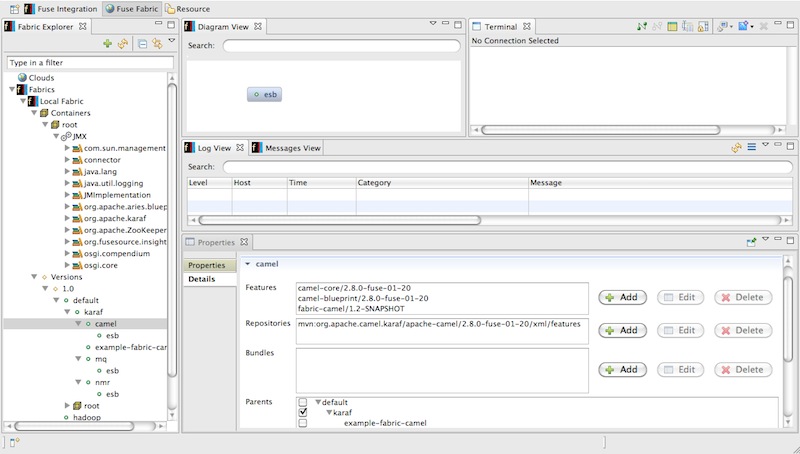 Fuse Integration
Fuse Fabric
Resource
Fabric Explorer
Type in a filter
Clouds
Fabrics
Local Fabric
Containers
root
JMX
com.sun.management
connector
java.lang
java.util.logging
JMImplementation
org.apache.aries.bluep
org.apache.karaf
org.apache.ZooKeeper
org.fusesource.insight
osgi.compendium
osgi.core
Versions
1.0
default
karaf
camel
esb
example-fabric-car
mq
esb
nmr
esb
root
hadoop
Diagram View
Search:
esb
Terminal
No Connection Selected
Log View
Messages View
Search:
Level Host Time Category Message
Properties
Properties
Details
camel
Features
camel-core/2.8.0-fuse-01-20
camel-blueprint/2.8.0-fuse-01-20
fabric-camel/1.2-SNAPSHOT
Add Edit Delete
Repositories
mvn:org.apache.camel.karaf/apache-camel/2.8.0-fuse-01-20/xml/features
Add Edit Delete
Bundles
Add Edit Delete
Parents
default
karaf
example-fabric-camel